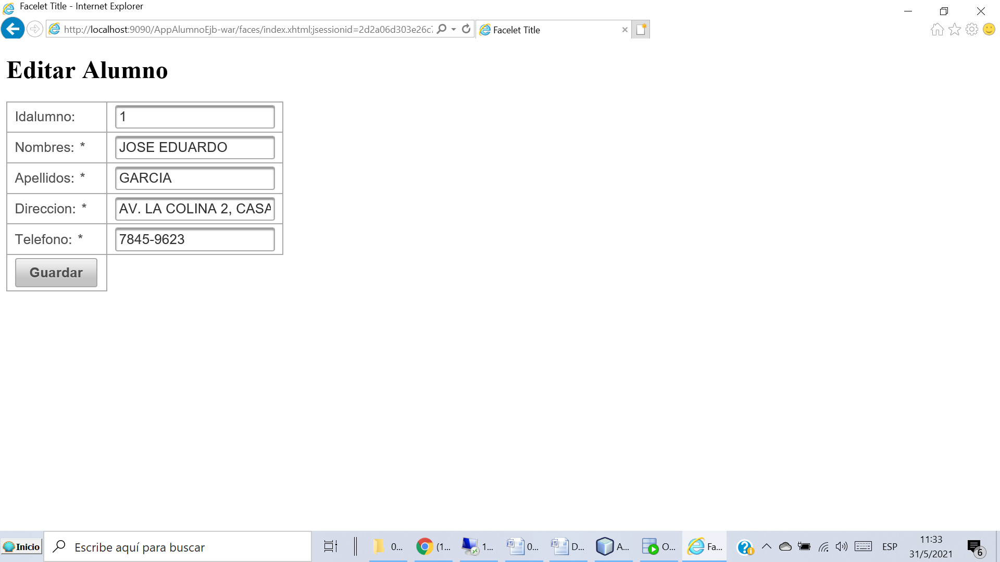 Facelet Title - Internet Explorer
http://localhost:9090/AppAlumnoEjb-war/faces/index.xhtml;jsessionid=2d2a06d303e26c
Facelet Title
Editar Alumno
Idalumno: 1
Nombres: * JOSE EDUARDO
Apellidos: * GARCIA
Direccion: * AV. LA COLINA 2, CASA
Telefono: * 7845-9623
Guardar
Inicio
Escribe aquí para buscar
0...
(1...
1...
0...
D...
A...
O...
Fa...
ESP
11:33
31/5/2021
6